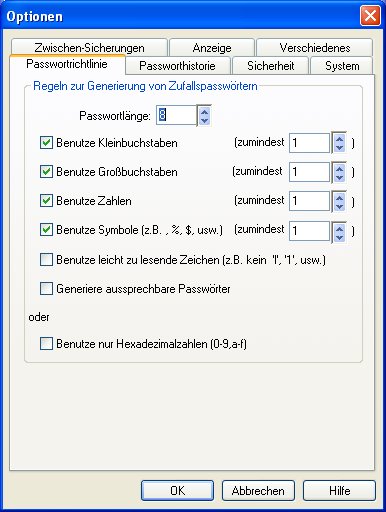 Optionen
Zwischen-Sicherungen Anzeige Verschiedenes
Passwortrichtlinie Passworthistorie Sicherheit System
Regeln zur Generierung von Zufallspasswörtern
Passwortlänge: 8
Benutze Kleinbuchstaben (zumindest 1 )
Benutze Großbuchstaben (zumindest 1 )
Benutze Zahlen (zumindest 1 )
Benutze Symbole (z.B. , %, $, usw.) (zumindest 1 )
Benutze leicht zu lesende Zeichen (z.B. kein 'l', '1', usw.)
Generiere aussprechbare Passwörter
oder
Benutze nur Hexadezimalzahlen (0-9,a-f)
OK Abbrechen Hilfe